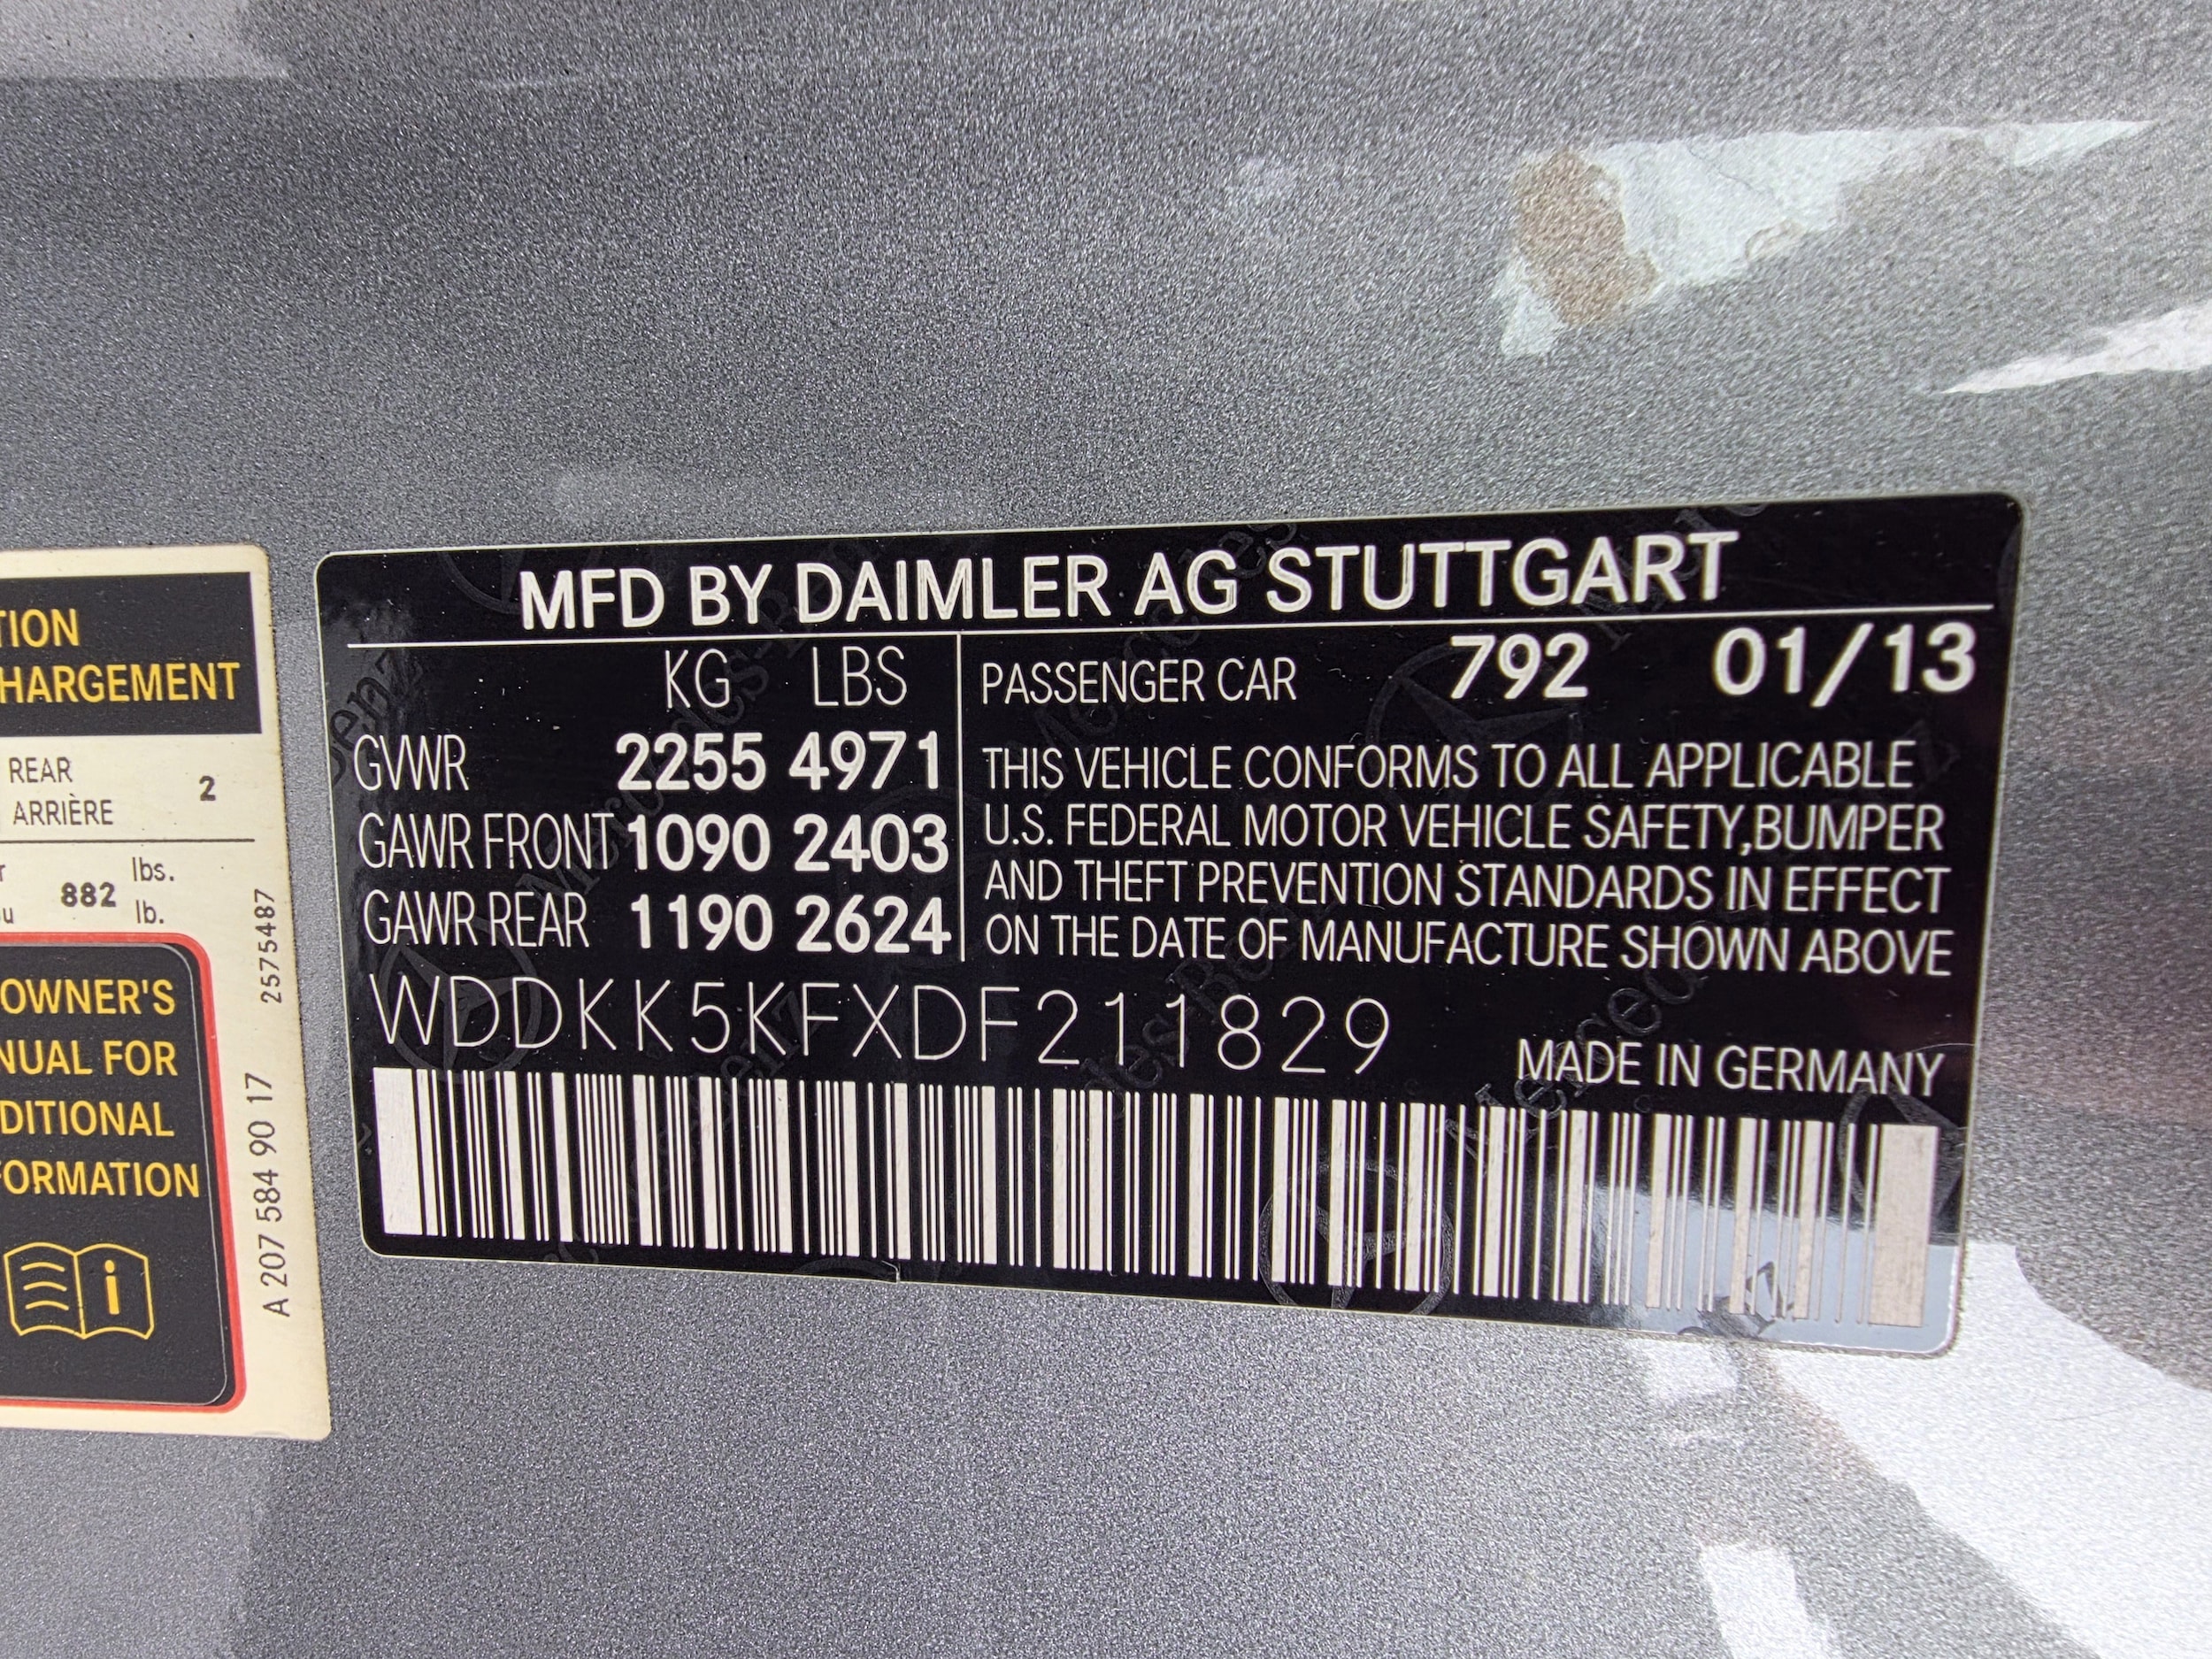 TION
HARGEMENT
REAR
ARRIÈRE
2
882
lbs.
lb.
OWNER'S
NUAL FOR
DITIONAL
FORMATION
i
2575487
A 207 584 90 17
MFD BY DAIMLER AG STUTTGART
KG LBS
GVWR 2255 4971
GAWR FRONT 1090 2403
GAWR REAR 1190 2624
PASSENGER CAR 792 01/13
THIS VEHICLE CONFORMS TO ALL APPLICABLE
U.S. FEDERAL MOTOR VEHICLE SAFETY,BUMPER
AND THEFT PREVENTION STANDARDS IN EFFECT
ON THE DATE OF MANUFACTURE SHOWN ABOVE
WDDKK5KFXDF211829
MADE IN GERMANY